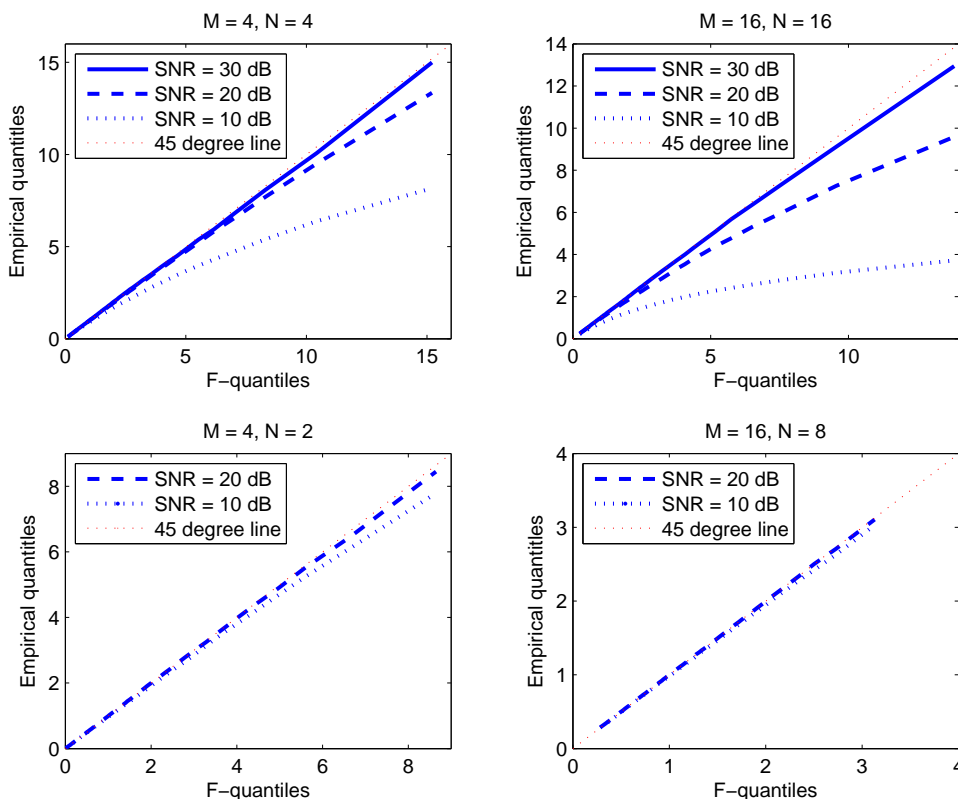 M = 4, N = 4
15
10
5
0
0 5 10 15
Empirical quantitles
F−quantiles
SNR = 30 dB
SNR = 20 dB
SNR = 10 dB
45 degree line
M = 16, N = 16
14
12
10
8
6
4
2
0
0 5 10
Empirical quantitles
F−quantiles
SNR = 30 dB
SNR = 20 dB
SNR = 10 dB
45 degree line
M = 4, N = 2
8
6
4
2
0
0 2 4 6 8
Empirical quantitles
F−quantiles
SNR = 20 dB
SNR = 10 dB
45 degree line
M = 16, N = 8
4
3
2
1
0
0 1 2 3 4
Empirical quantitles
F−quantiles
SNR = 20 dB
SNR = 10 dB
45 degree line